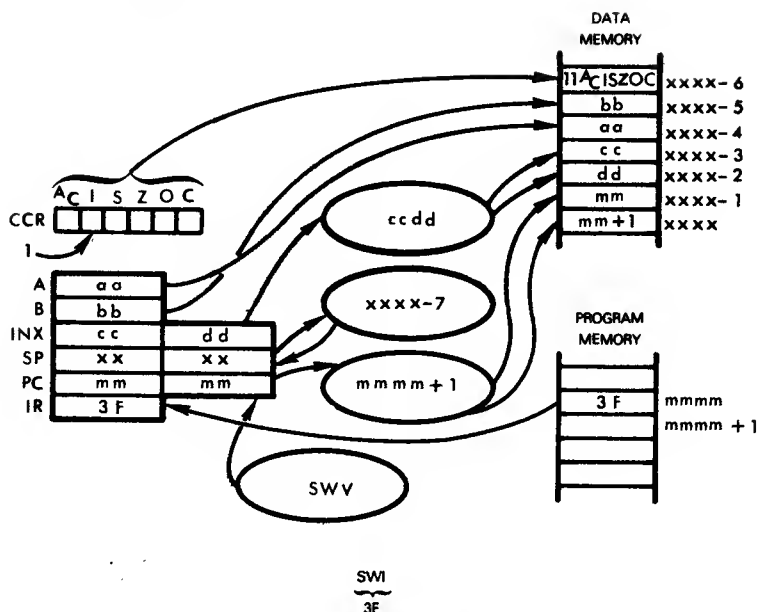 DATA
MEMORY
11ACISZOC xxxx-6
bb xxxx-5
aa xxxx-4
cc xxxx-3
dd xxxx-2
mm xxxx-1
mm+1 xxxx
AC I S Z O C
CCR
1
A aa
B bb
INX cc dd
SP xx xx
PC mm mm
IR 3F
ccdd
xxxx-7
mmmm+1
SWV
PROGRAM
MEMORY
3F mmmm
mmmm+1
SWI
3F